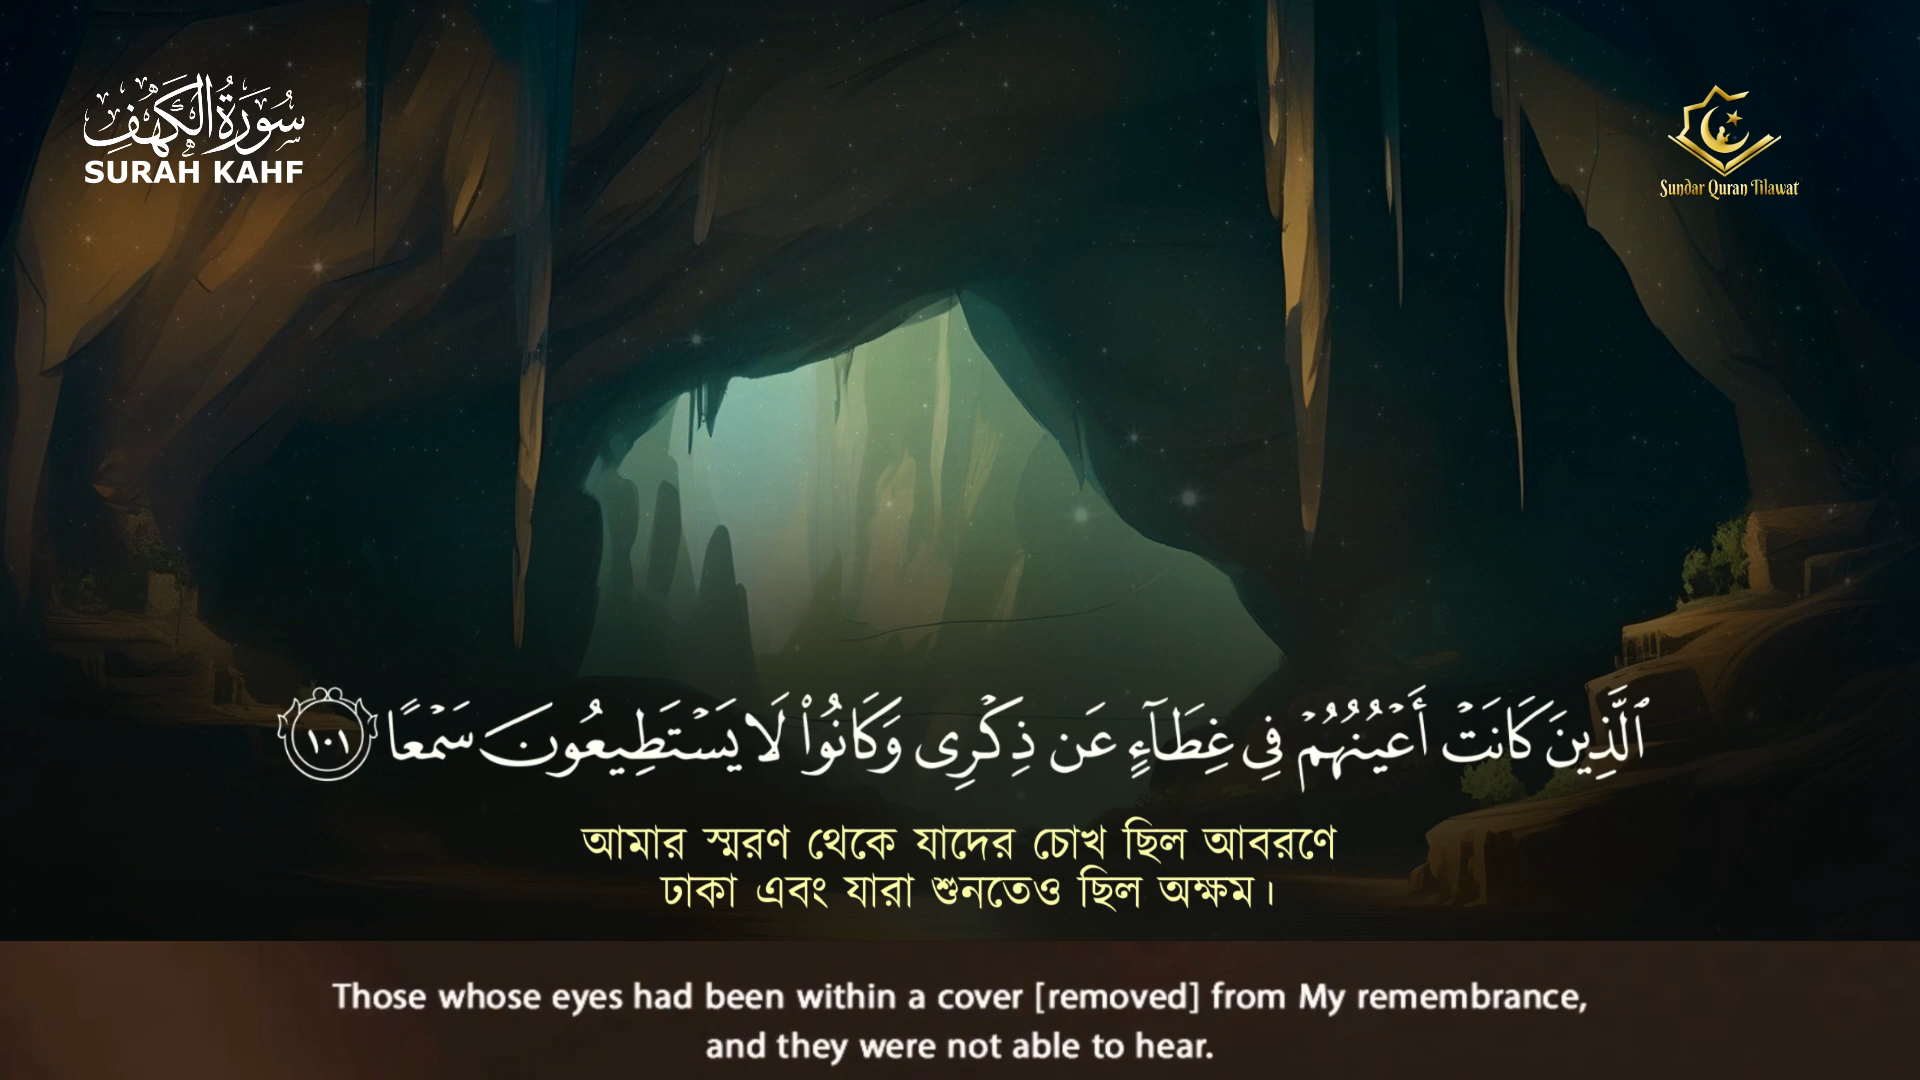 سُورَةُ الْكَهْفِ
SURAH KAHF
Sundar Quran Tilawat
ٱلَّذِينَ كَانَتْ أَعْيُنُهُمْ فِى غِطَآءٍ عَن ذِكْرِى وَكَانُوا۟ لَا يَسْتَطِيعُونَ سَمْعًا ١٠١
আমার স্মরণ থেকে যাদের চোখ ছিল আবরণে
ঢাকা এবং যারা শুনতেও ছিল অক্ষম।
Those whose eyes had been within a cover [removed] from My remembrance,
and they were not able to hear.